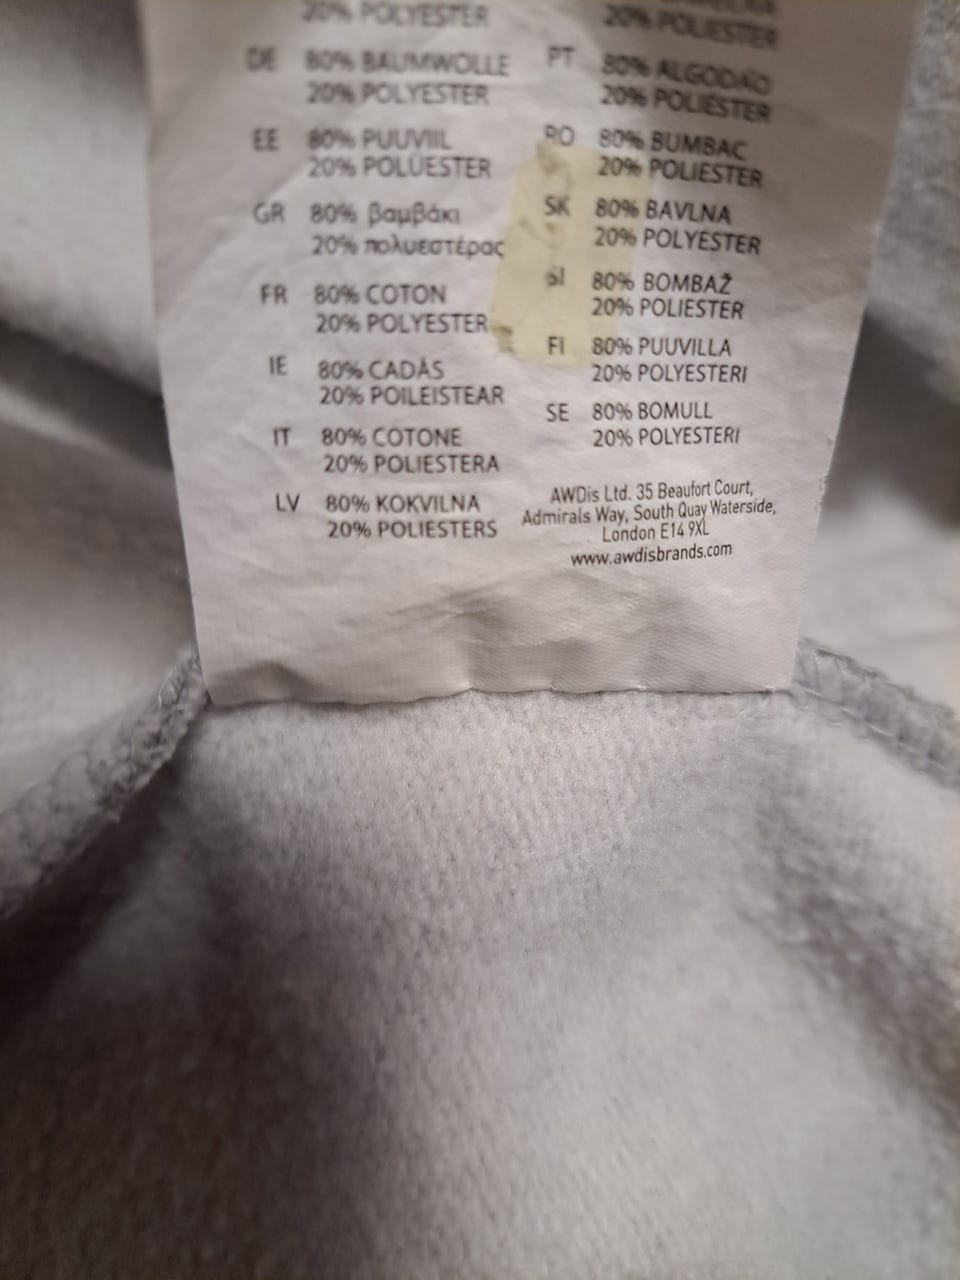 20% POLYESTER
DE 80% BAUMWOLLE
20% POLYESTER
EE 80% PUUVIIL
20% POLÜESTER
GR 80% βαμβάκι
20% πολυεστέρας
FR 80% COTON
20% POLYESTER
IE 80% CADÁS
20% POILEISTEAR
IT 80% COTONE
20% POLIESTERA
LV 80% KOKVILNA
20% POLIESTERS
20% POLIESTER
PT 80% ALGODÃO
20% POLIESTER
RO 80% BUMBAC
20% POLIESTER
SK 80% BAVLNA
20% POLYESTER
SI 80% BOMBAŽ
20% POLIESTER
FI 80% PUUVILLA
20% POLYESTERI
SE 80% BOMULL
20% POLYESTERI
AWDis Ltd. 35 Beaufort Court,
Admirals Way, South Quay Waterside,
London E14 9XL
www.awdisbrands.com